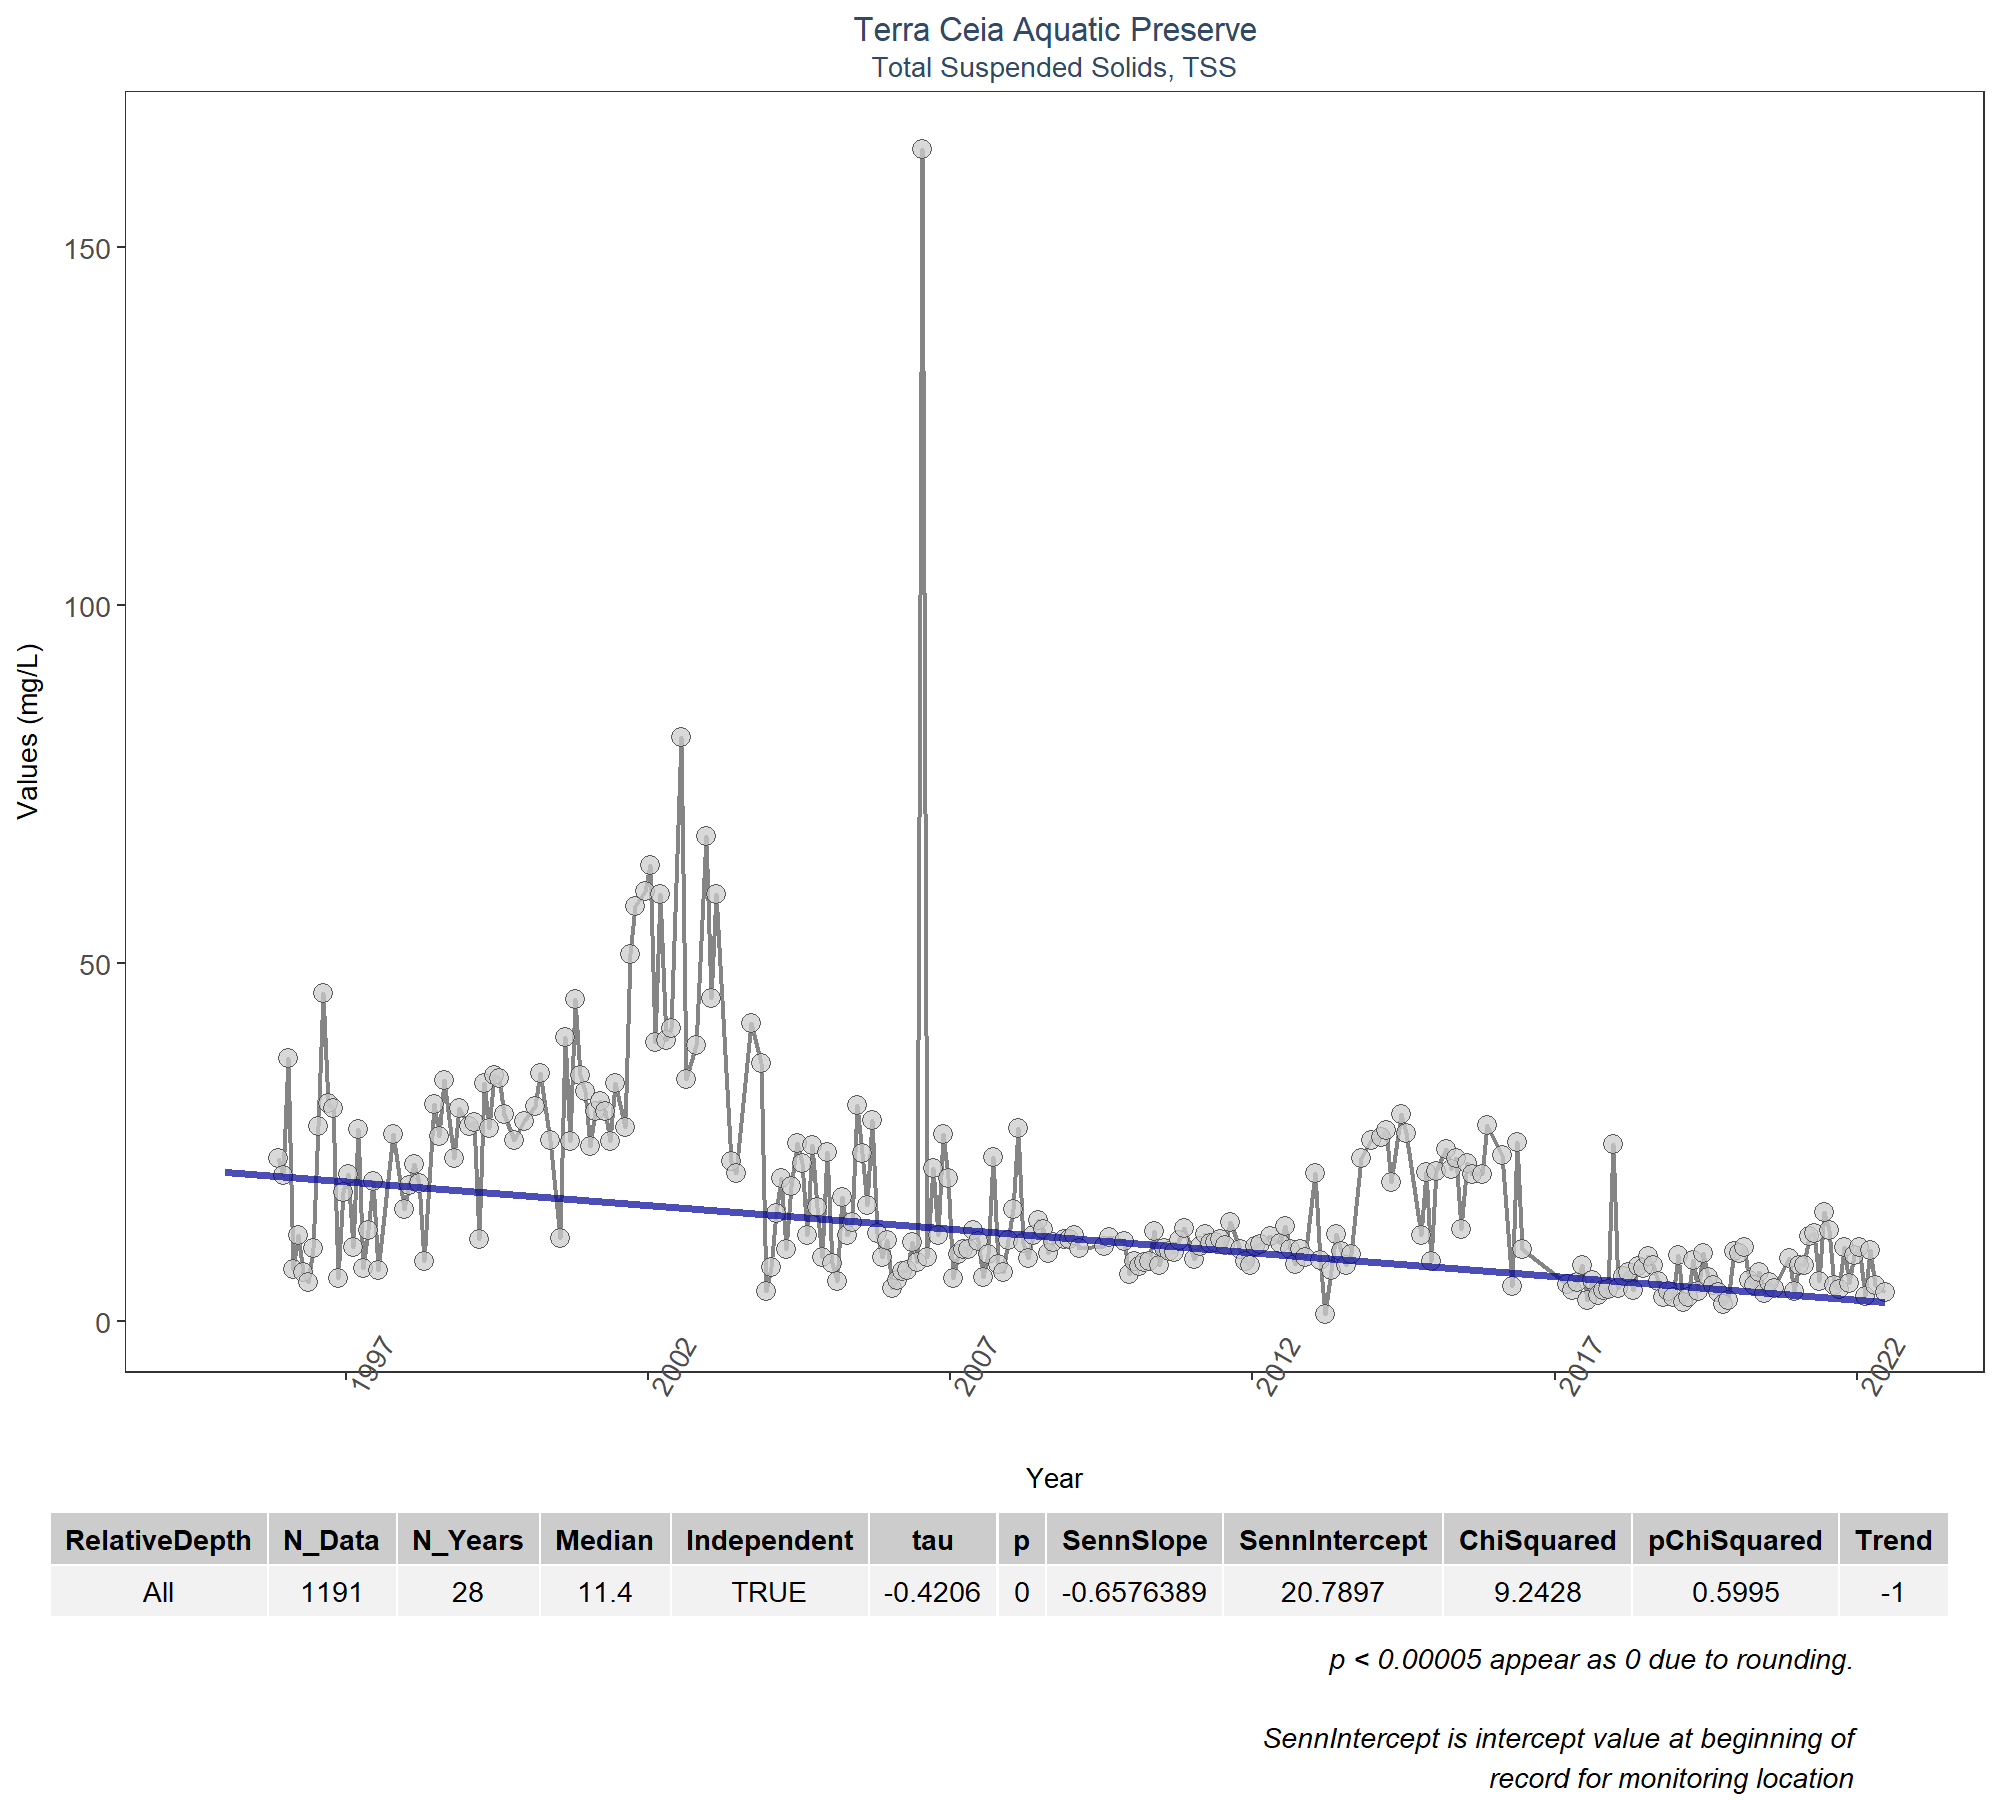 Terra Ceia Aquatic Preserve
Total Suspended Solids, TSS
Values (mg/L)
150
100
50
0
1997
2002
2007
2012
2017
2022
Year
RelativeDepth N_Data N_Years Median Independent tau p SennSlope SennIntercept ChiSquared pChiSquared Trend
All 1191 28 11.4 TRUE -0.4206 0 -0.6576389 20.7897 9.2428 0.5995 -1
p < 0.00005 appear as 0 due to rounding.
SennIntercept is intercept value at beginning of
record for monitoring location